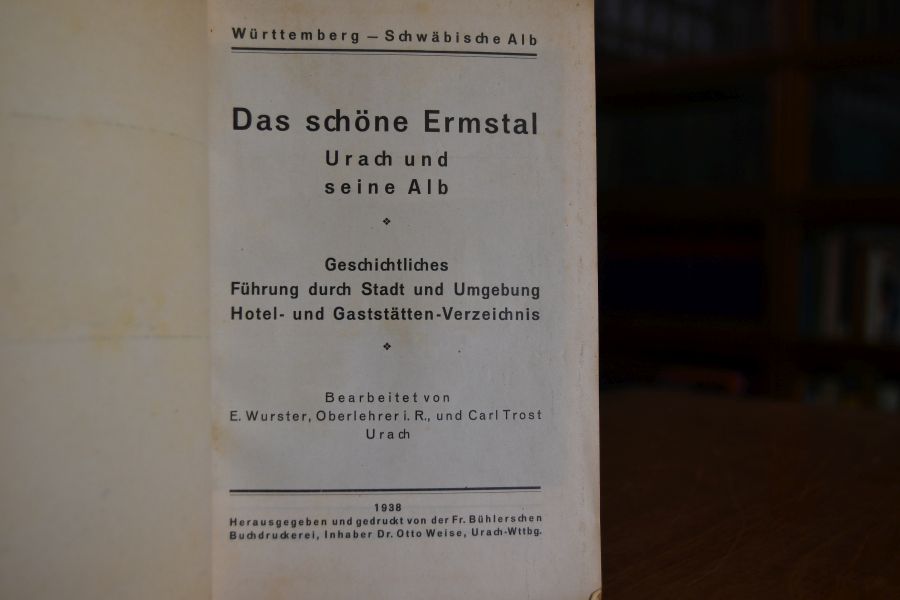 Württemberg — Schwäbische Alb
Das schöne Ermstal
Urach und
seine Alb
Geschichtliches
Führung durch Stadt und Umgebung
Hotel- und Gaststätten-Verzeichnis
Bearbeitet von
E. Wurster, Oberlehrer i. R., und Carl Trost
Urach
1938
Herausgegeben und gedruckt von der Fr. Bühlerschen
Buchdruckerei, Inhaber Dr. Otto Weise, Urach-Wttbg.